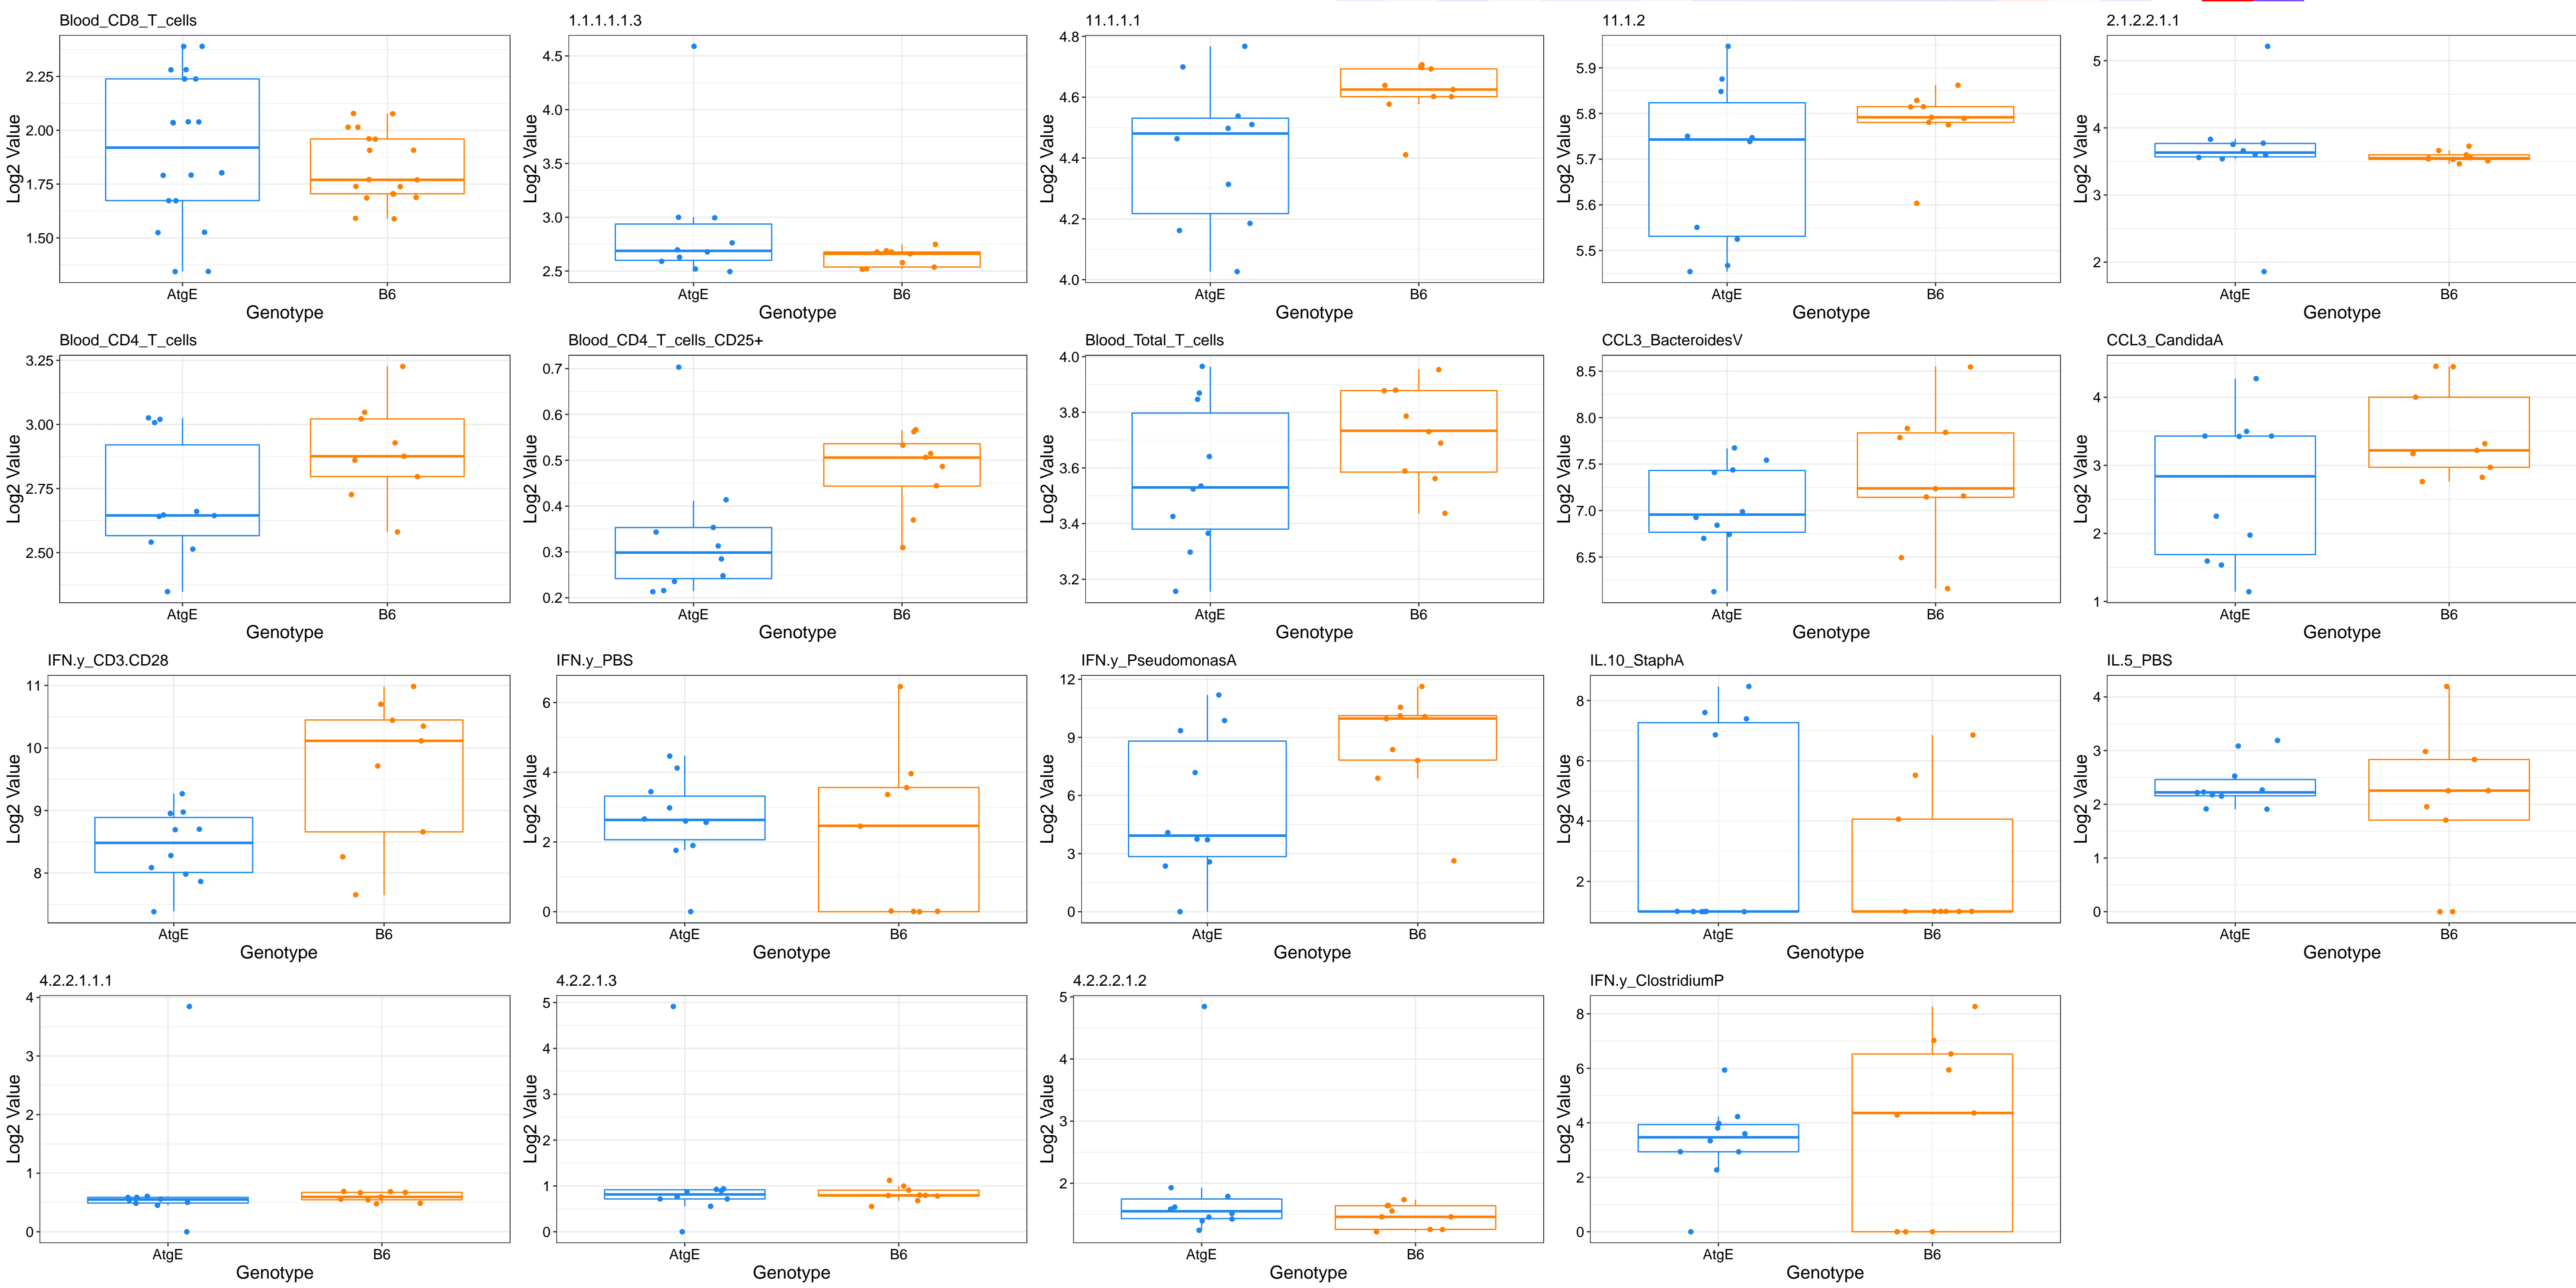 Blood_CD8_T_cells
Log2 Value
2.25
2.00
1.75
1.50
AtgE
B6
Genotype
1.1.1.1.1.3
Log2 Value
4.5
4.0
3.5
3.0
2.5
AtgE
B6
Genotype
11.1.1.1
Log2 Value
4.8
4.6
4.4
4.2
4.0
AtgE
B6
Genotype
11.1.2
Log2 Value
5.9
5.8
5.7
5.6
5.5
AtgE
B6
Genotype
2.1.2.2.1.1
Log2 Value
5
4
3
2
AtgE
B6
Genotype
Blood_CD4_T_cells
Log2 Value
3.25
3.00
2.75
2.50
AtgE
B6
Genotype
Blood_CD4_T_cells_CD25+
Log2 Value
0.7
0.6
0.5
0.4
0.3
0.2
AtgE
B6
Genotype
Blood_Total_T_cells
Log2 Value
4.0
3.8
3.6
3.4
3.2
AtgE
B6
Genotype
CCL3_BacteroidesV
Log2 Value
8.5
8.0
7.5
7.0
6.5
AtgE
B6
Genotype
CCL3_CandidaA
Log2 Value
4
3
2
1
AtgE
B6
Genotype
IFN.y_CD3.CD28
Log2 Value
11
10
9
8
AtgE
B6
Genotype
IFN.y_PBS
Log2 Value
6
4
2
0
AtgE
B6
Genotype
IFN.y_PseudomonasA
Log2 Value
12
9
6
3
0
AtgE
B6
Genotype
IL.10_StaphA
Log2 Value
8
6
4
2
AtgE
B6
Genotype
IL.5_PBS
Log2 Value
4
3
2
1
0
AtgE
B6
Genotype
4.2.2.1.1.1
Log2 Value
4
3
2
1
0
AtgE
B6
Genotype
4.2.2.1.3
Log2 Value
5
4
3
2
1
0
AtgE
B6
Genotype
4.2.2.2.1.2
Log2 Value
5
4
3
2
AtgE
B6
Genotype
IFN.y_ClostridiumP
Log2 Value
8
6
4
2
0
AtgE
B6
Genotype